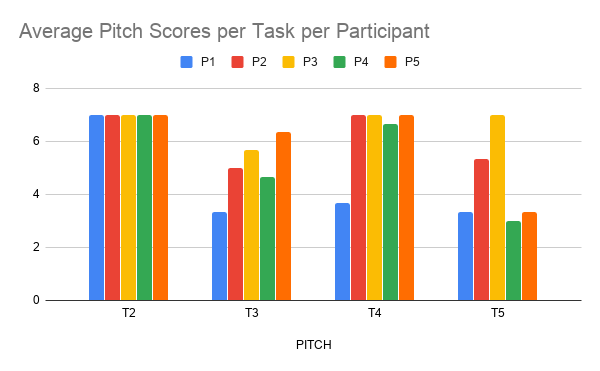 Average Pitch Scores per Task per Participant
P1 P2 P3 P4 P5
8
6
4
2
0
T2 T3 T4 T5
PITCH